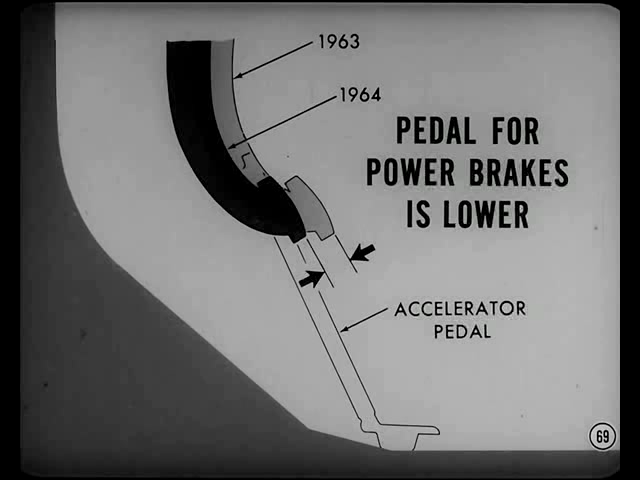 1963
1964
PEDAL FOR
POWER BRAKES
IS LOWER
ACCELERATOR
PEDAL
69